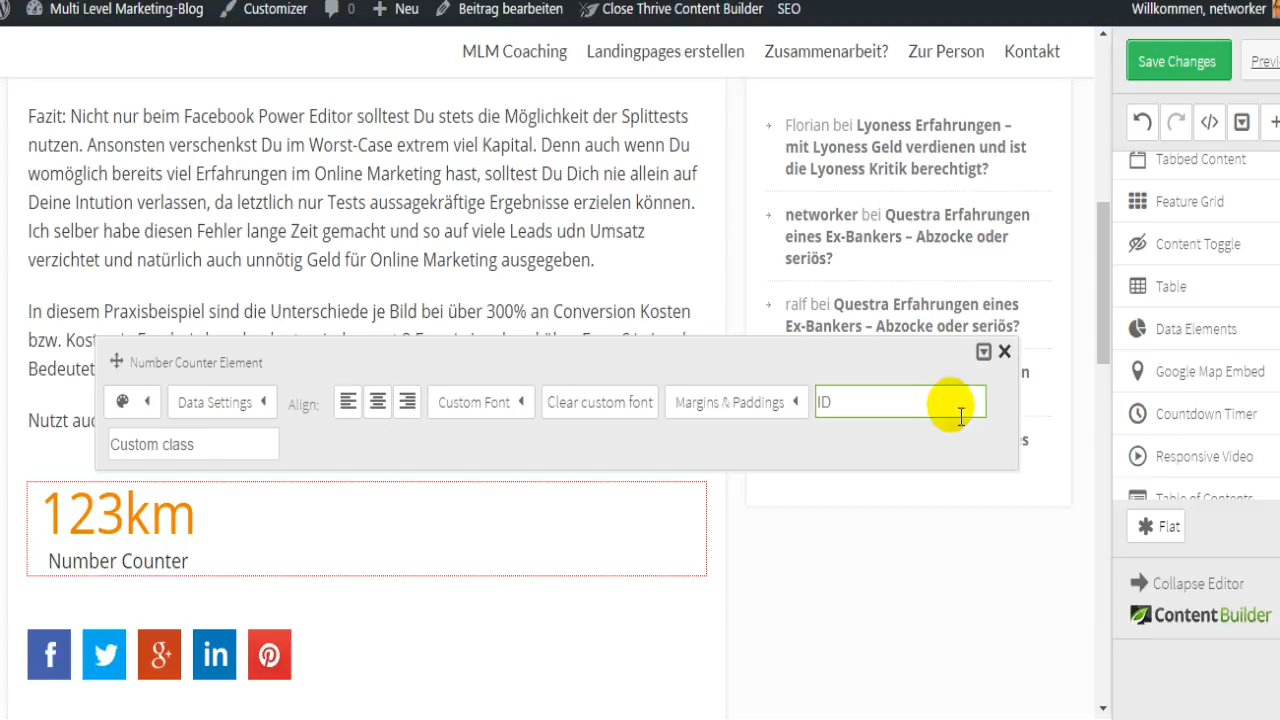 Multi Level Marketing-Blog Customizer 0 Neu Beitrag bearbeiten Close Thrive Content Builder SEO Willkommen, networker
MLM Coaching Landingpages erstellen Zusammenarbeit? Zur Person Kontakt
Save Changes
Fazit: Nicht nur beim Facebook Power Editor solltest Du stets die Möglichkeit der Splittests
nutzen. Ansonsten verschenkst Du im Worst-Case extrem viel Kapital. Denn auch wenn Du
womöglich bereits viel Erfahrungen im Online Marketing hast, solltest Du Dich nie allein auf
Deine Intution verlassen, da letztlich nur Tests aussagekräftige Ergebnisse erzielen können.
Ich selber habe diesen Fehler lange Zeit gemacht und so auf viele Leads udn Umsatz
verzichtet und natürlich auch unnötig Geld für Online Marketing ausgegeben.
In diesem Praxisbeispiel sind die Unterschiede je Bild bei über 300% an Conversion Kosten
Bedeutet
Nutzt
Florian bei Lyoness Erfahrungen –
mit Lyoness Geld verdienen und ist
die Lyoness Kritik berechtigt?
networker bei Questra Erfahrungen
eines Ex-Bankers – Abzocke oder
seriös?
ralf bei Questra Erfahrungen eines
Ex-Bankers – Abzocke oder seriös?
Number Counter Element
Data Settings Align: Custom Font Clear custom font Margins & Paddings ID
Custom class
123km
Number Counter
f in
Tabbed Content
Feature Grid
Content Toggle
Table
Data Elements
Google Map Embed
Countdown Timer
Responsive Video
Table of Contents
Flat
Collapse Editor
ContentBuilder